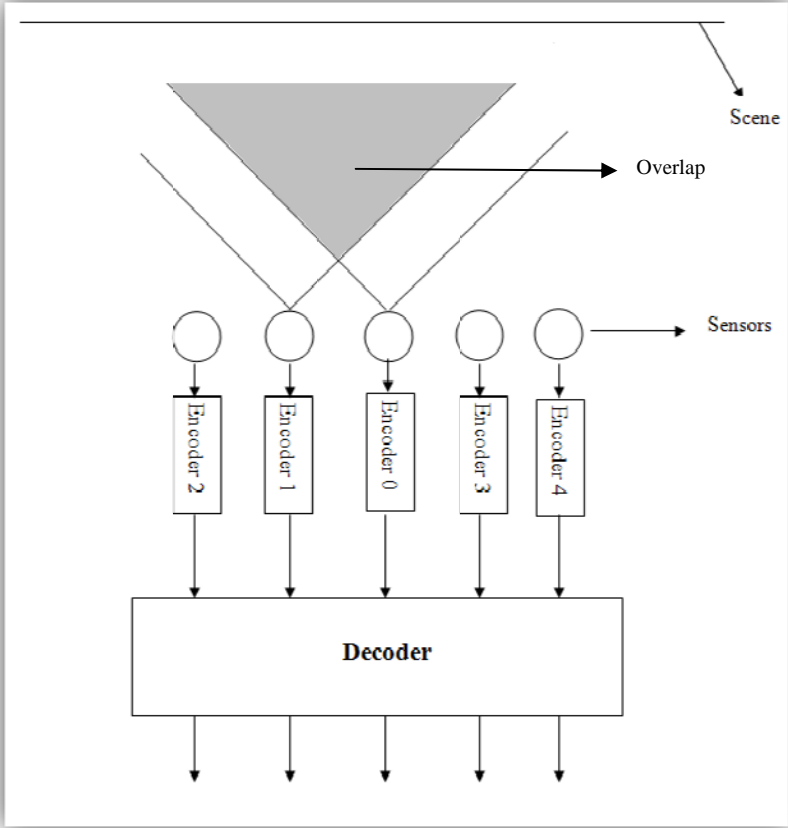 Scene
Overlap
Sensors
Encoder 2
Encoder 1
Encoder 0
Encoder 3
Encoder 4
Decoder